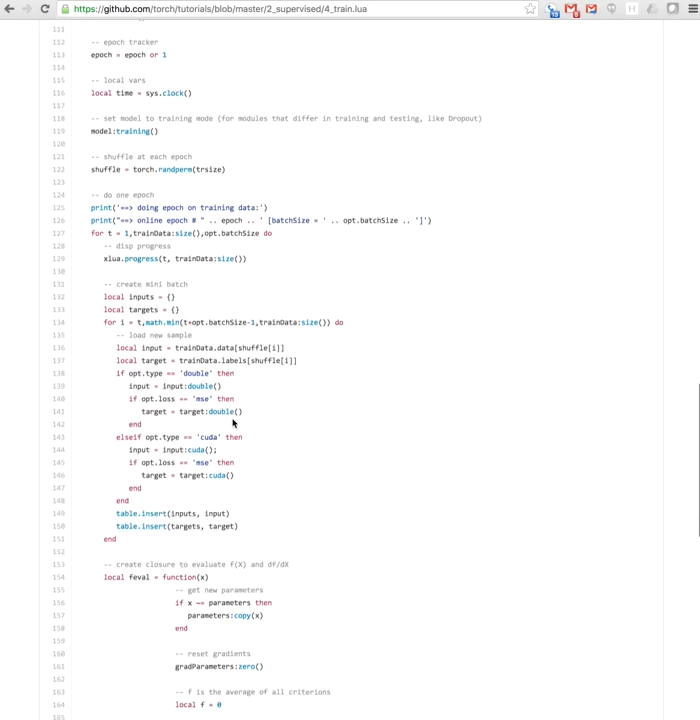 https://github.com/torch/tutorials/blob/master/2_supervised/4_train.lua
111
112 -- epoch tracker
113 epoch = epoch or 1
114
115 -- local vars
116 local time = sys.clock()
117
118 -- set model to training mode (for modules that differ in training and testing, like Dropout)
119 model:training()
120
121 -- shuffle at each epoch
122 shuffle = torch.randperm(trsize)
123
124 -- do one epoch
125 print('==> doing epoch on training data:')
126 print("==> online epoch # " .. epoch .. ' [batchSize = ' .. opt.batchSize .. ']')
127 for t = 1,trainData:size(),opt.batchSize do
128 -- disp progress
129 xlua.progress(t, trainData:size())
130
131 -- create mini batch
132 local inputs = {}
133 local targets = {}
134 for i = t,math.min(t+opt.batchSize-1,trainData:size()) do
135 -- load new sample
136 local input = trainData.data[shuffle[i]]
137 local target = trainData.labels[shuffle[i]]
138 if opt.type == 'double' then
139 input = input:double()
140 if opt.loss == 'mse' then
141 target = target:double()
142 end
143 elseif opt.type == 'cuda' then
144 input = input:cuda();
145 if opt.loss == 'mse' then
146 target = target:cuda()
147 end
148 end
149 table.insert(inputs, input)
150 table.insert(targets, target)
151 end
152
153 -- create closure to evaluate f(X) and df/dX
154 local feval = function(x)
155 -- get new parameters
156 if x ~= parameters then
157 parameters:copy(x)
158 end
159
160 -- reset gradients
161 gradParameters:zero()
162
163 -- f is the average of all criterions
164 local f = 0
165